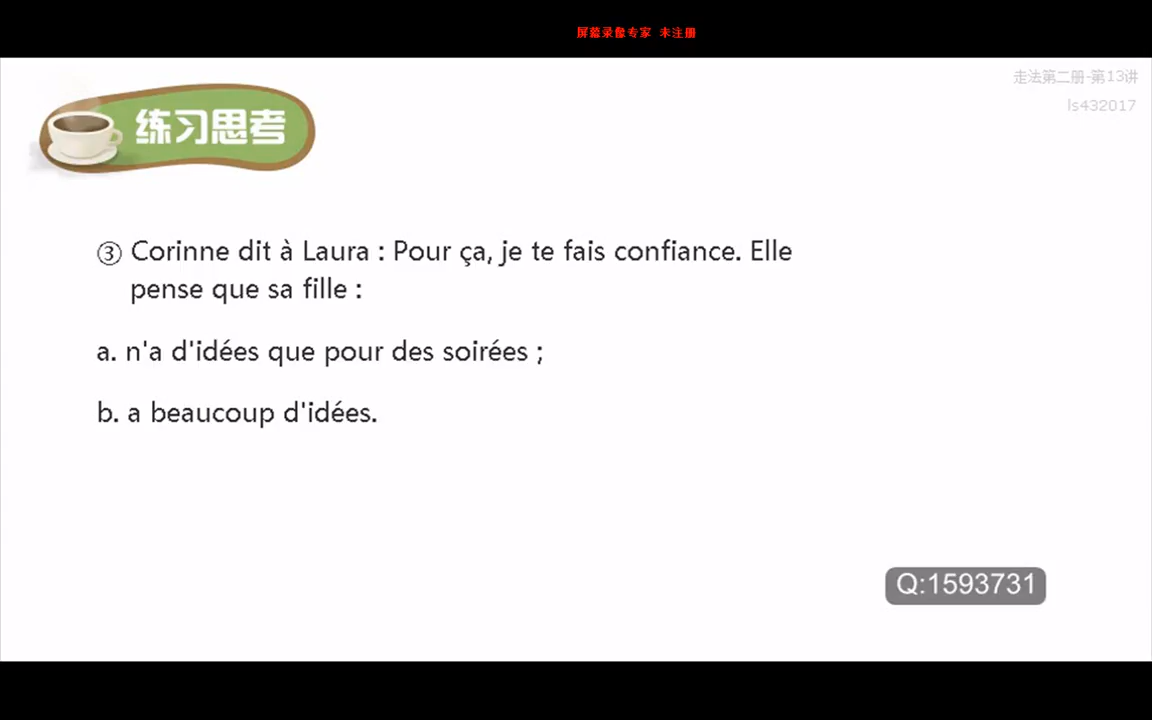 屏幕录像专家 未注册
走法第二册-第13讲
ls432017
练习思考
③ Corinne dit à Laura : Pour ça, je te fais confiance. Elle
pense que sa fille :
a. n'a d'idées que pour des soirées ;
b. a beaucoup d'idées.
Q:1593731